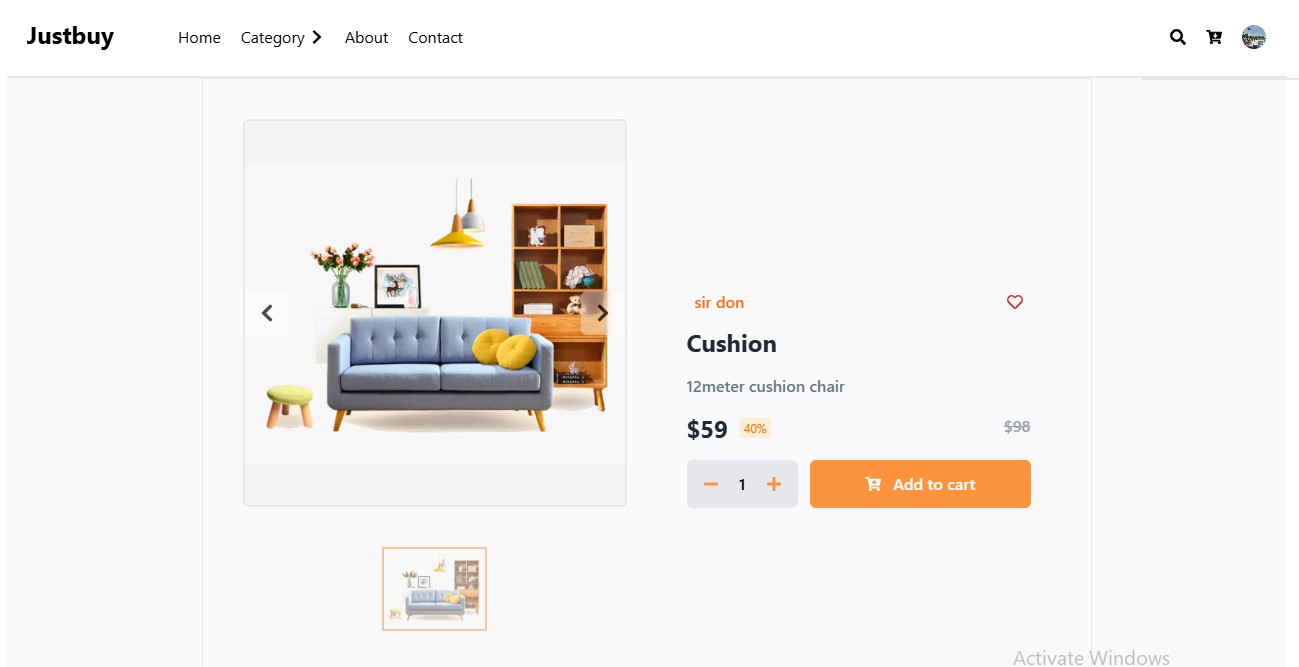 Justbuy
Home Category About Contact
sir don
Cushion
12meter cushion chair
$59 40% $98
1 Add to cart
Activate Windows